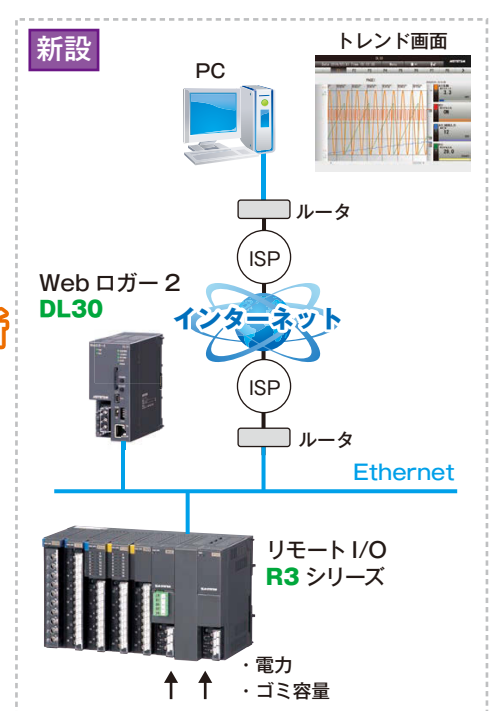 新設
トレンド画面
PC
ルータ
ISP
Web ロガー 2
DL30
インターネット
ISP
ルータ
Ethernet
リモート I/O
R3 シリーズ
・電力
・ゴミ容量